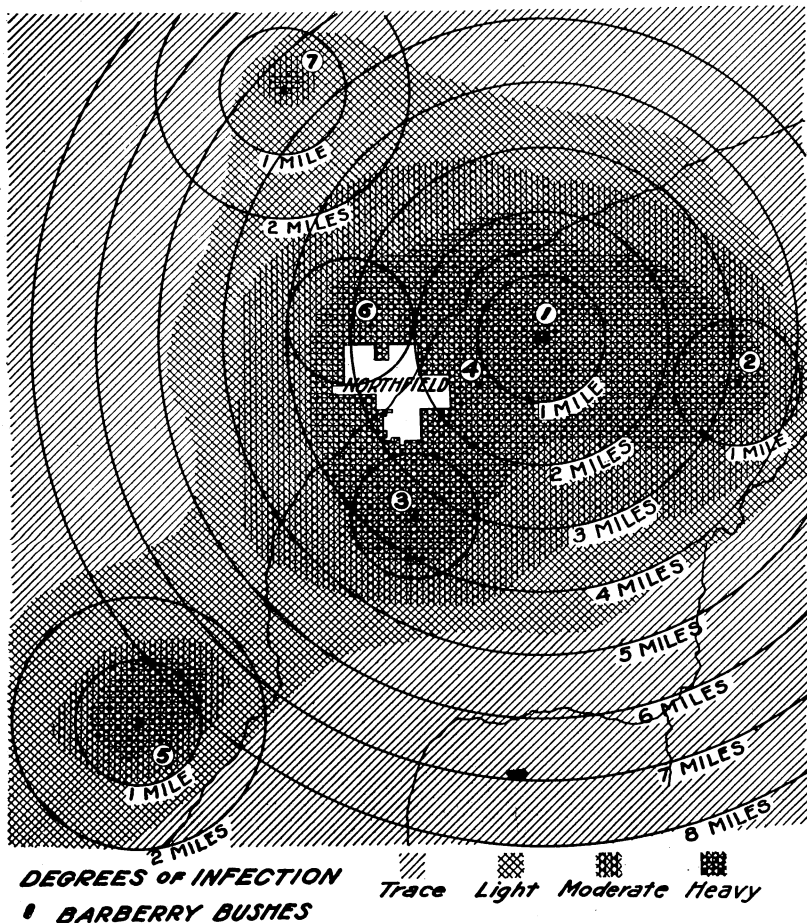 7
1 MILE
2 MILES
6
1
2
4
NORTHFIELD
1 MILE
1 MILE
2 MILES
3
3 MILES
4 MILES
5 MILES
6 MILES
5
7 MILES
1 MILE
8 MILES
2 MILES
DEGREES OF INFECTION
Trace Light Moderate Heavy
BARBERRY BUSHES